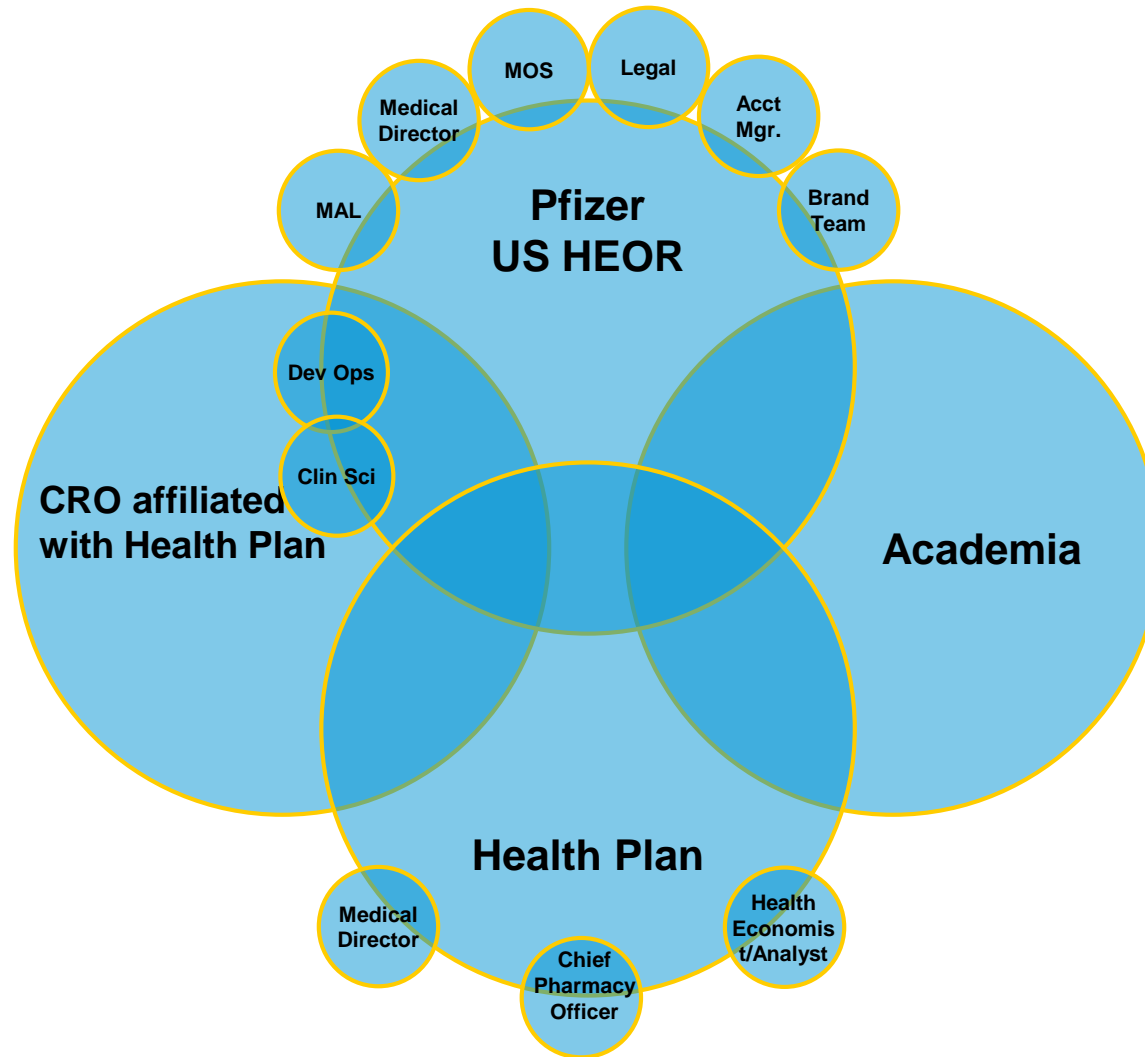 MOS
Legal
Medical
Director
Acct
Mgr.
MAL
Brand
Team
Pfizer
US HEOR
Dev Ops
Clin Sci
CRO affiliated
with Health Plan
Academia
Health Plan
Medical
Director
Chief
Pharmacy
Officer
Health
Economis
t/Analyst